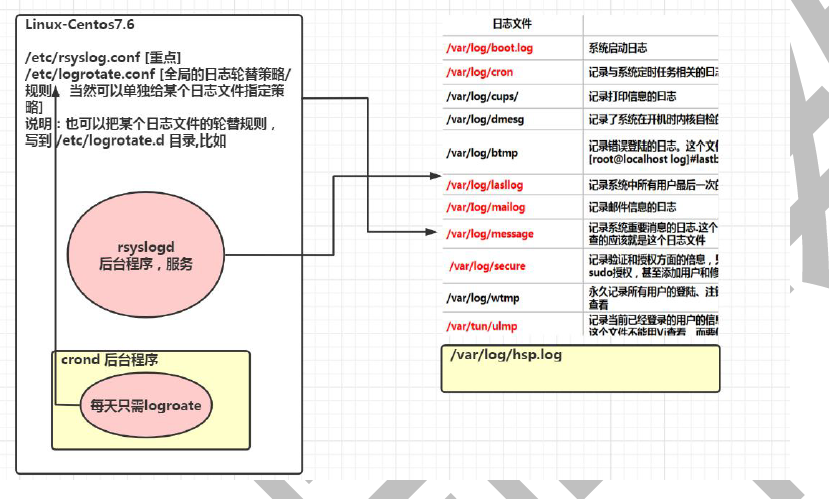 Linux-Centos7.6
/etc/rsyslog.conf [重点]
/etc/logrotate.conf [全局的日志轮替策略/
规则， 当然可以单独给某个日志文件指定策
略]
说明：也可以把某个日志文件的轮替规则，
写到 /etc/logrotate.d 目录,比如
rsyslogd
后台程序，服务
crond 后台程序
每天只需logroate
日志文件
/var/log/boot.log 系统启动日志
/var/log/cron 记录与系统定时任务相关的日志
/var/log/cups/ 记录打印信息的日志
/var/log/dmesg 记录了系统在开机时内核自检的
/var/log/btmp 记录错误登陆的日志。这个文
[root@localhost log]#lastb
/var/log/lasllog 记录系统中所有用户最后一次的
/var/log/mailog 记录邮件信息的日志
/var/log/message 记录系统重要消息的日志.这个
查的应该就是这个日志文件
/var/log/secure 记录验证和授权方面的信息，
sudo授权，甚至添加用户和修
/var/log/wtmp 永久记录所有用户的登陆、
查看
/var/tun/ulmp 记录当前已经登录的用户的信
这个文件不能用Vi查看，而要
/var/log/hsp.log